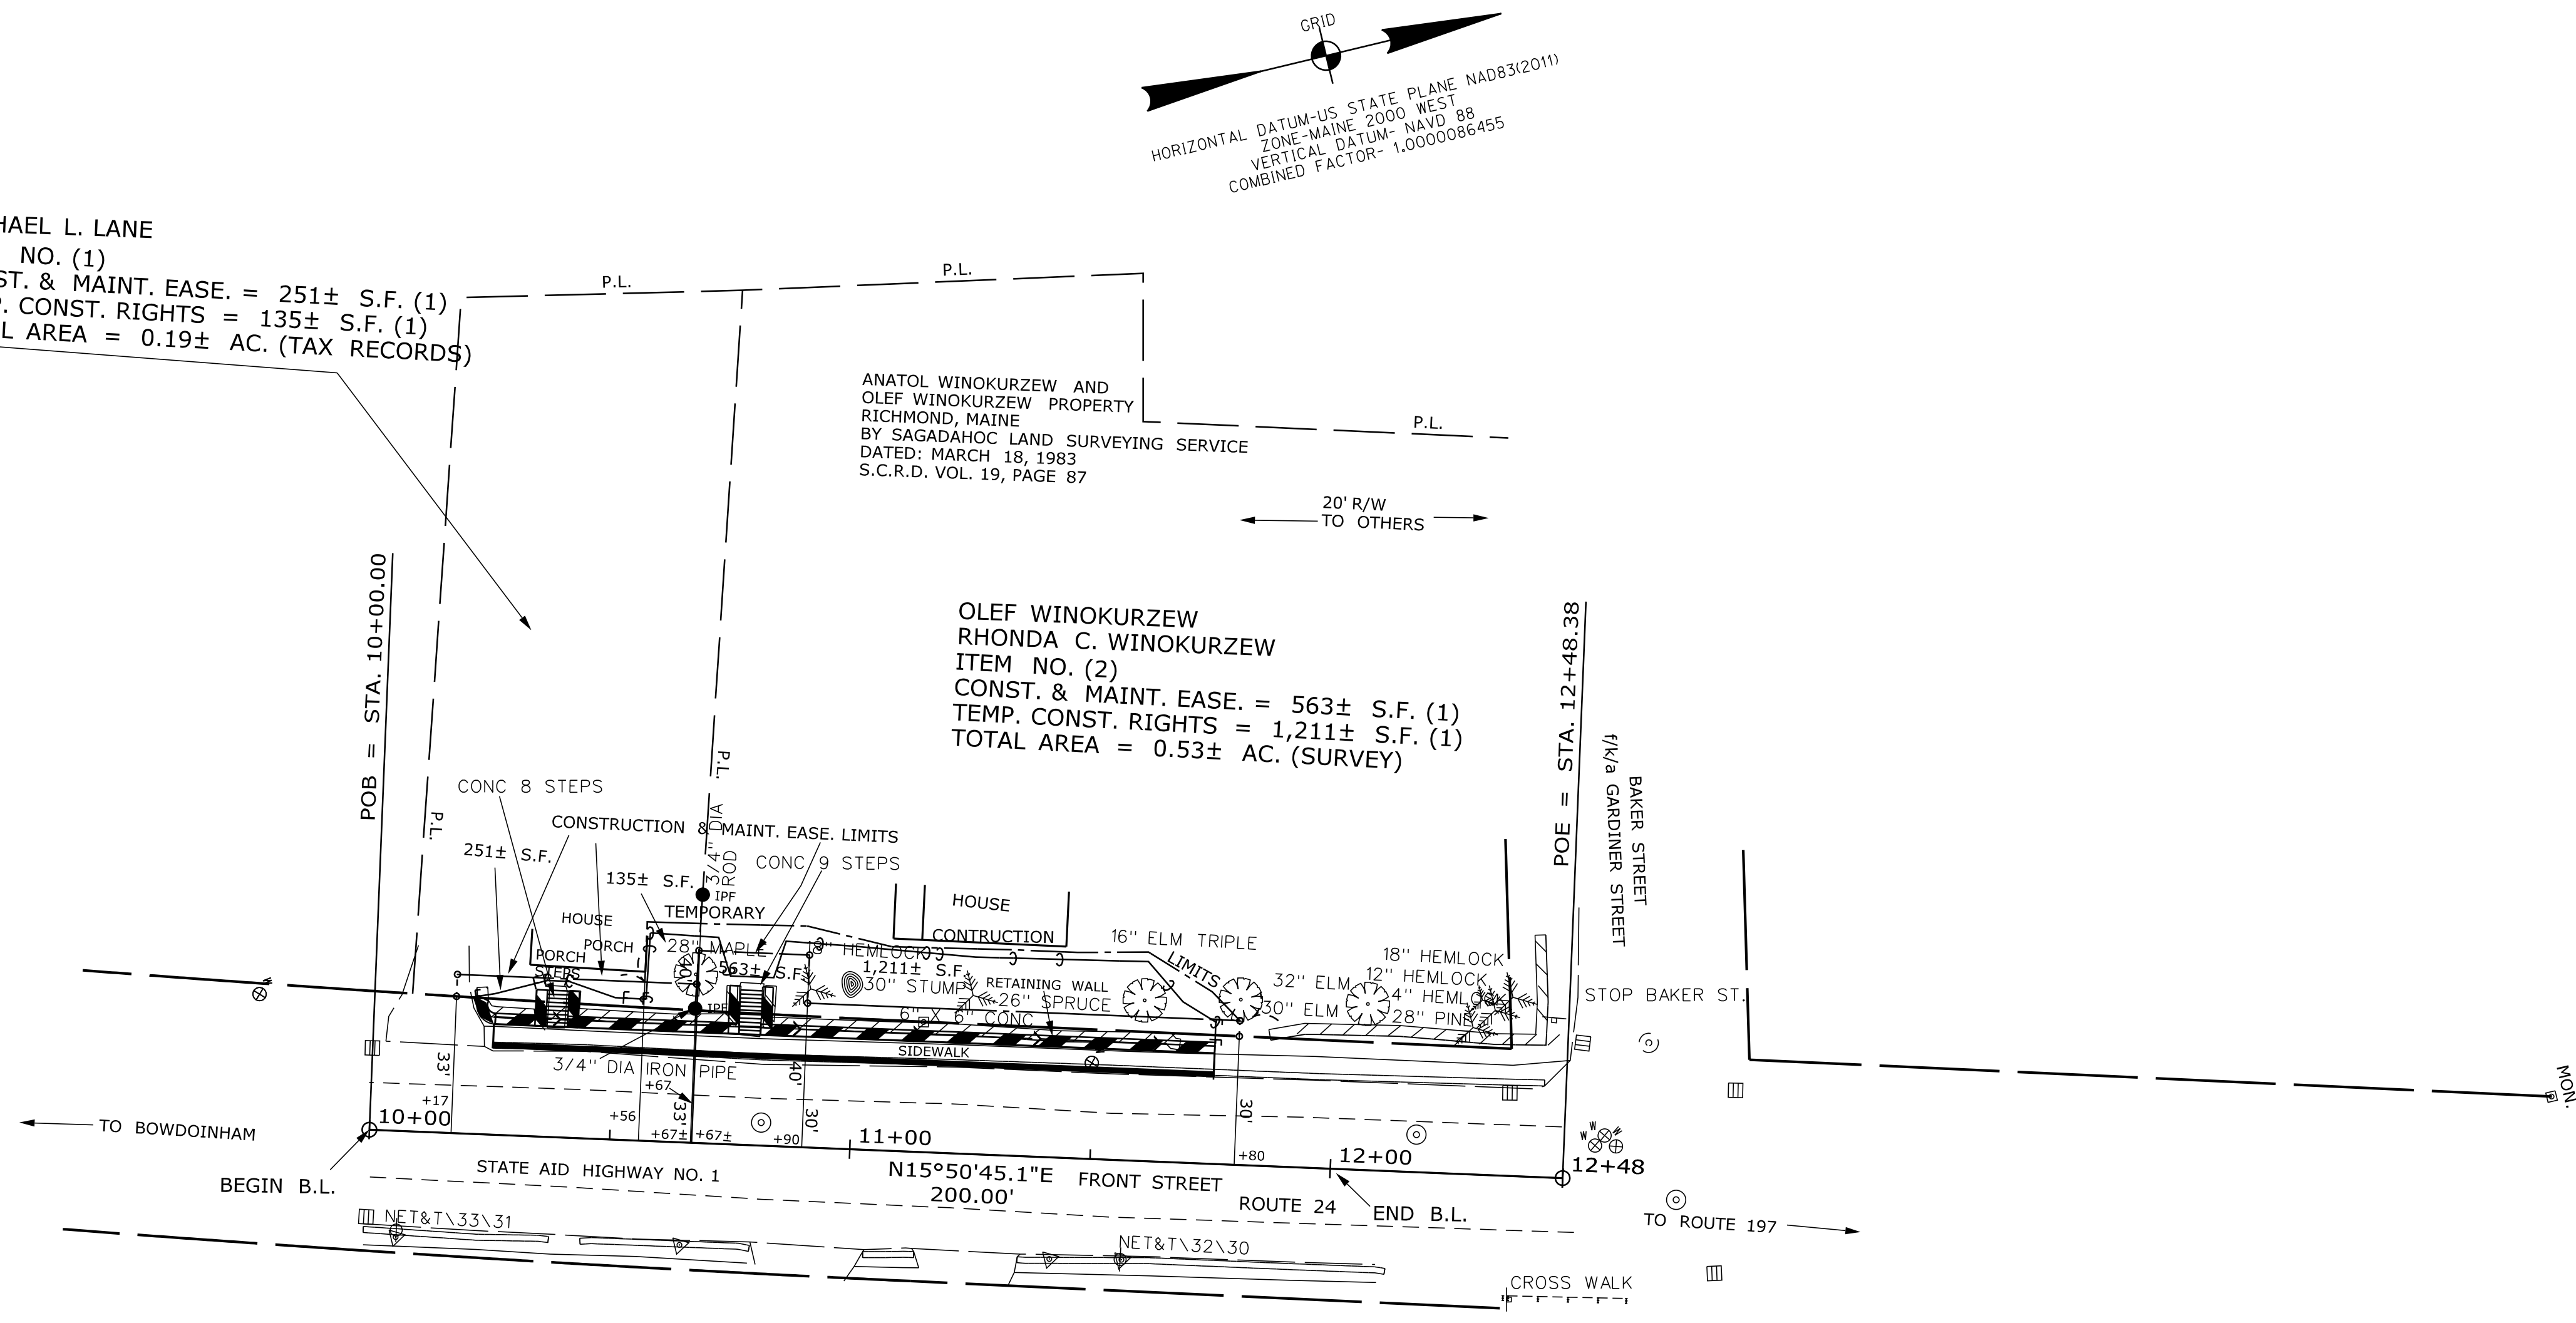 GRID
HORIZONTAL DATUM-US STATE PLANE NAD83(2011)
ZONE-MAINE 2000 WEST
VERTICAL DATUM- NAVD 88
COMBINED FACTOR- 1.0000086455
HAEL L. LANE
NO. (1)
ST. & MAINT. EASE. = 251± S.F. (1)
P. CONST. RIGHTS = 135± S.F. (1)
L AREA = 0.19± AC. (TAX RECORDS)
P.L.
P.L.
P.L.
ANATOL WINOKURZEW AND
OLEF WINOKURZEW PROPERTY
RICHMOND, MAINE
BY SAGADAHOC LAND SURVEYING SERVICE
DATED: MARCH 18, 1983
S.C.R.D. VOL. 19, PAGE 87
20' R/W
TO OTHERS
OLEF WINOKURZEW
RHONDA C. WINOKURZEW
ITEM NO. (2)
CONST. & MAINT. EASE. = 563± S.F. (1)
TEMP. CONST. RIGHTS = 1,211± S.F. (1)
TOTAL AREA = 0.53± AC. (SURVEY)
POB = STA. 10+00.00
POE = STA. 12+48.38
BAKER STREET
f/k/a GARDINER STREET
P.L.
P.L.
CONC 8 STEPS
CONSTRUCTION & MAINT. EASE. LIMITS
251± S.F.
3/4" DIA
ROD
CONC 9 STEPS
135± S.F.
IPF
TEMPORARY
HOUSE
HOUSE
CONTRUCTION
LIMITS
PORCH
PORCH
STEPS
28" MAPLE
18" HEMLOCK
563± S.F.
1,211± S.F.
30" STUMP
RETAINING WALL
26" SPRUCE
6" X 6" CONC
16" ELM TRIPLE
32" ELM
30" ELM
18" HEMLOCK
12" HEMLOCK
4" HEMLOCK
28" PINE
STOP BAKER ST.
IPF
SIDEWALK
3/4" DIA IRON PIPE
33'
+17
+56
+67
33'
+67±
+67±
+90
40'
30'
30'
+80
10+00
11+00
12+00
12+48
MON.
TO BOWDOINHAM
BEGIN B.L.
STATE AID HIGHWAY NO. 1
N15°50'45.1"E
200.00'
FRONT STREET
ROUTE 24
END B.L.
TO ROUTE 197
W
W
W
NET&T\33\31
NET&T\32\30
CROSS WALK